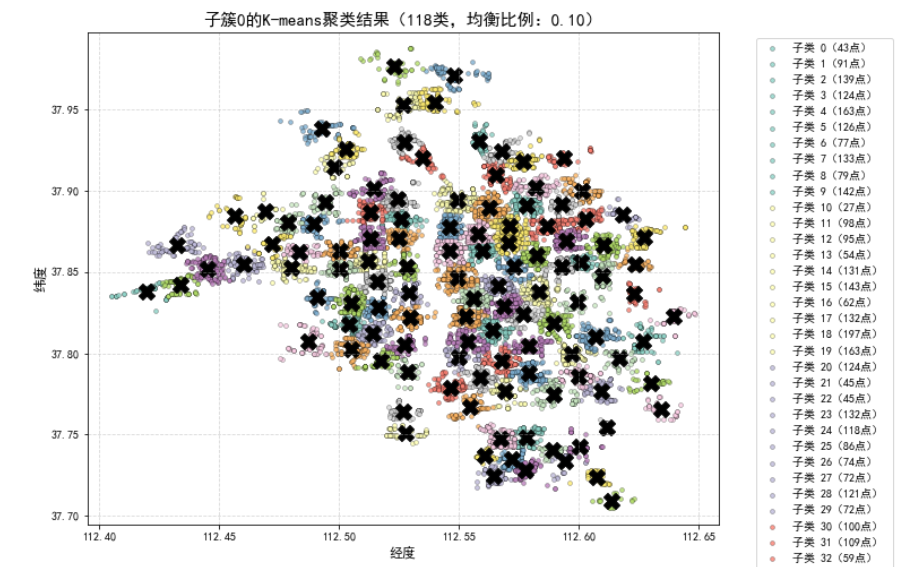 子簇0的K-means聚类结果（118类，均衡比例：0.10）
纬度
37.95
37.90
37.85
37.80
37.75
37.70
112.40
112.45
112.50
112.55
112.60
112.65
经度
子类 0（43点）
子类 1（91点）
子类 2（139点）
子类 3（124点）
子类 4（163点）
子类 5（126点）
子类 6（77点）
子类 7（133点）
子类 8（79点）
子类 9（142点）
子类 10（27点）
子类 11（98点）
子类 12（95点）
子类 13（54点）
子类 14（131点）
子类 15（143点）
子类 16（62点）
子类 17（132点）
子类 18（197点）
子类 19（163点）
子类 20（124点）
子类 21（45点）
子类 22（45点）
子类 23（132点）
子类 24（118点）
子类 25（86点）
子类 26（74点）
子类 27（72点）
子类 28（121点）
子类 29（72点）
子类 30（100点）
子类 31（109点）
子类 32（59点）